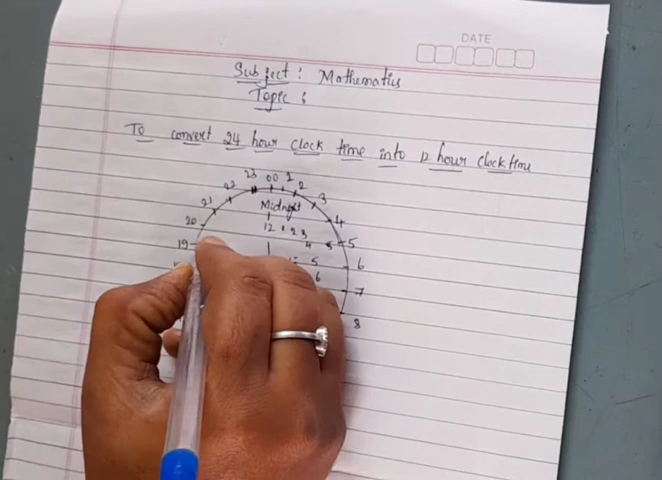 DATE
Subject : Mathematics
Topic :
To convert 24 hour clock time into 12 hour clock time
22 23 00 1 2
21 3
Midnight
20 4
12 1 2 3
19 4 5
5 6
6
7
8